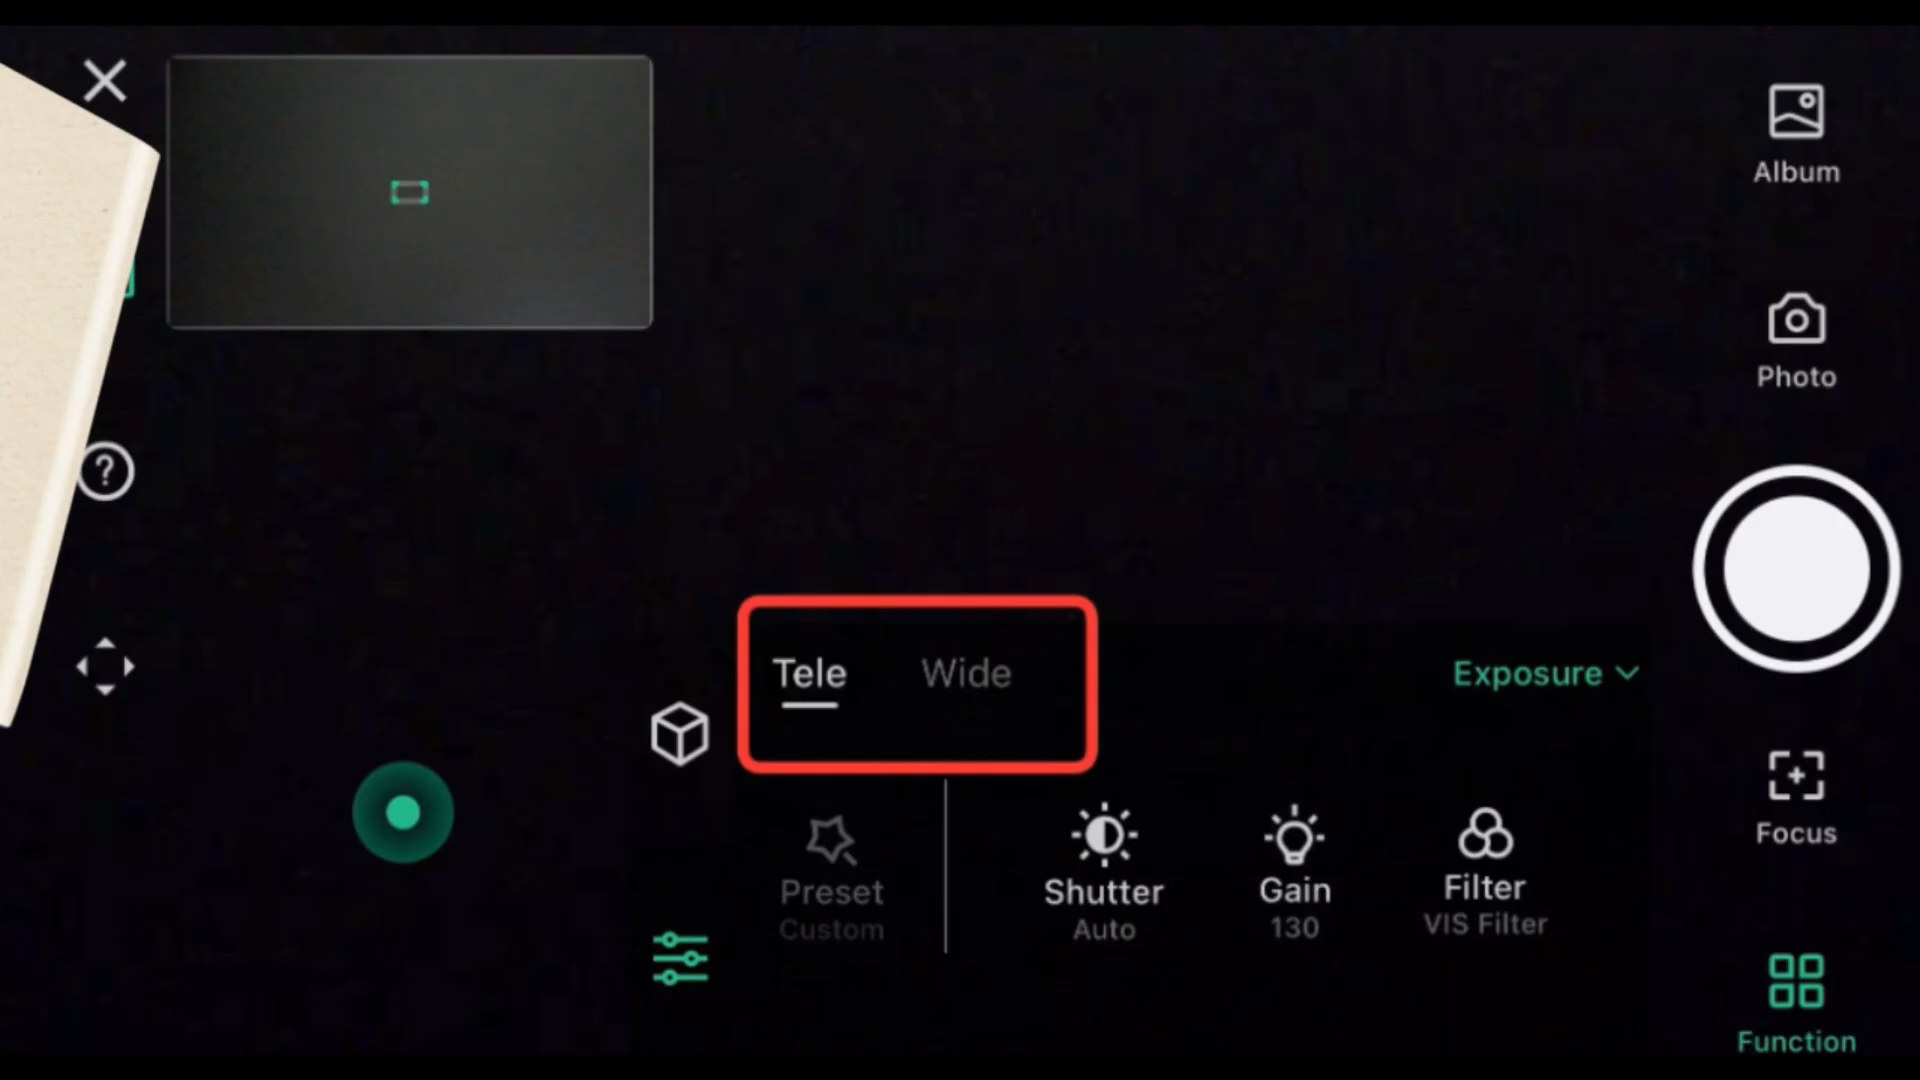 Album
Photo
Tele Wide
Exposure
Preset
Custom
Shutter
Auto
Gain
130
Filter
VIS Filter
Focus
Function